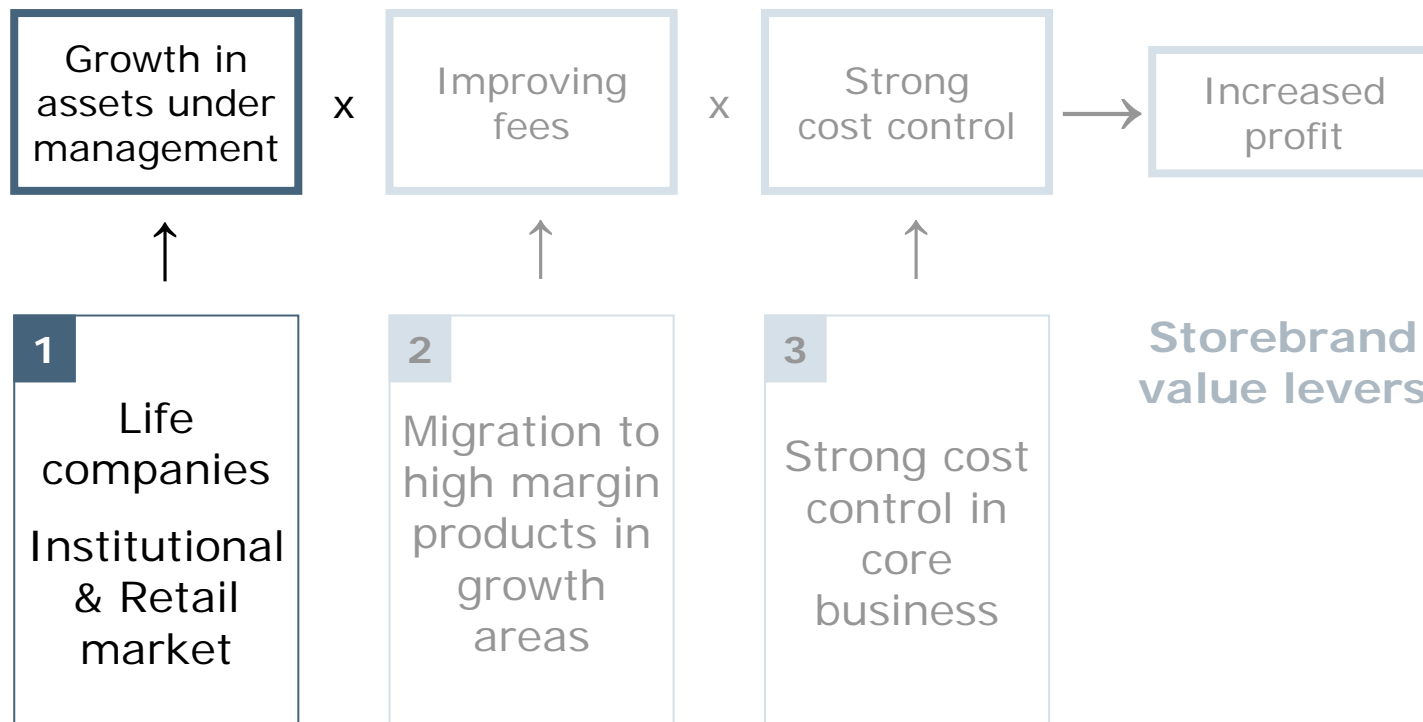 Growth in
assets under
management
x
Improving
fees
x
Strong
cost control
Increased
profit
1
Life
companies
Institutional
& Retail
market
2
Migration to
high margin
products in
growth
areas
3
Strong cost
control in
core
business
Storebrand
value levers